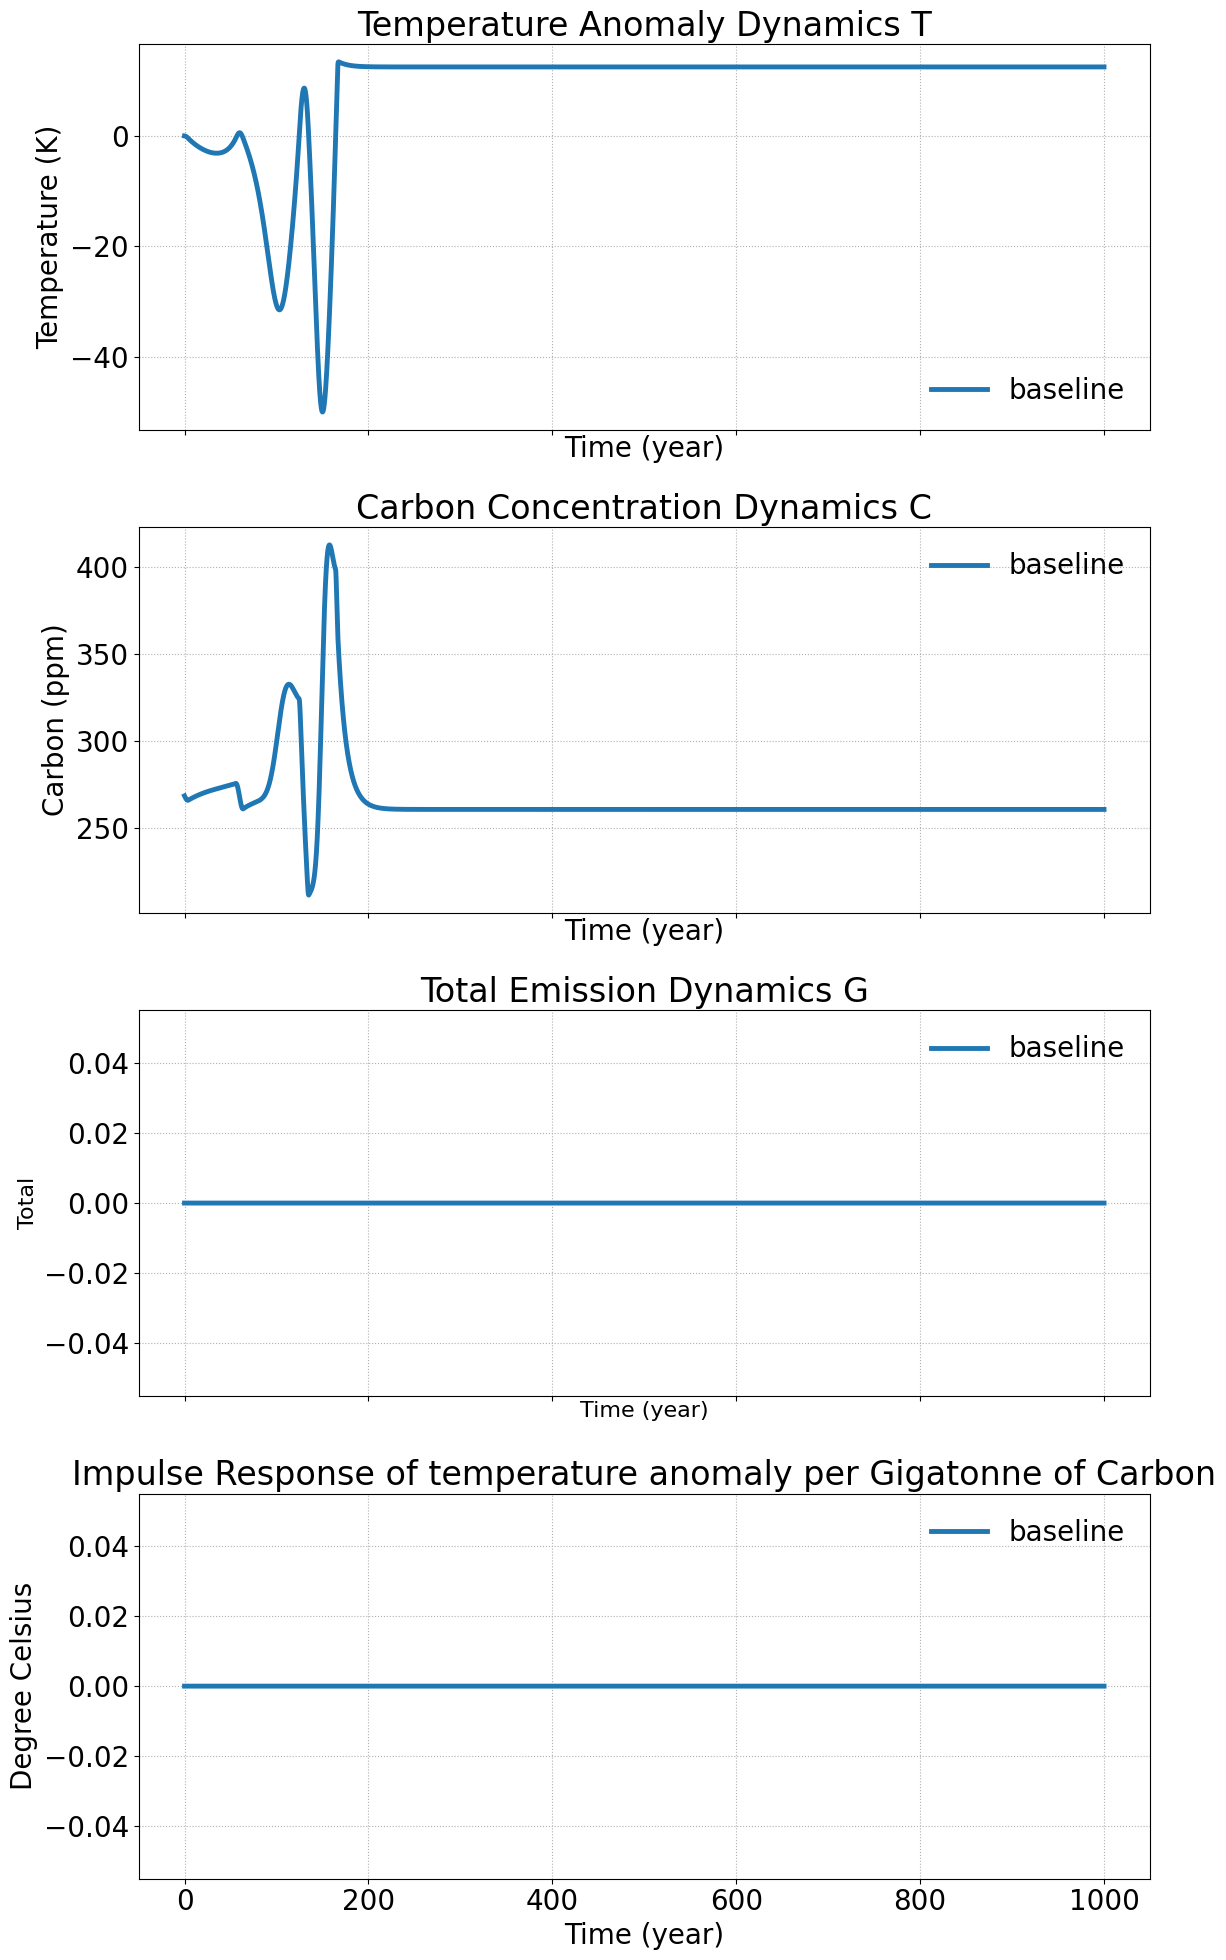 Temperature Anomaly Dynamics T
Temperature (K)
0
−20
−40
baseline
Time (year)
Carbon Concentration Dynamics C
Carbon (ppm)
400
350
300
250
baseline
Time (year)
Total Emission Dynamics G
Total
0.04
0.02
0.00
−0.02
−0.04
baseline
Time (year)
Impulse Response of temperature anomaly per Gigatonne of Carbon
Degree Celsius
0.04
0.02
0.00
−0.02
−0.04
baseline
0 200 400 600 800 1000
Time (year)